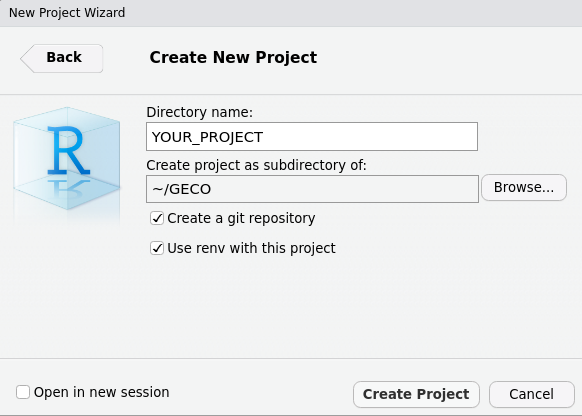 New Project Wizard
Back
Create New Project
R
Directory name:
YOUR_PROJECT
Create project as subdirectory of:
~/GECO
Browse...
Create a git repository
Use renv with this project
Open in new session
Create Project
Cancel